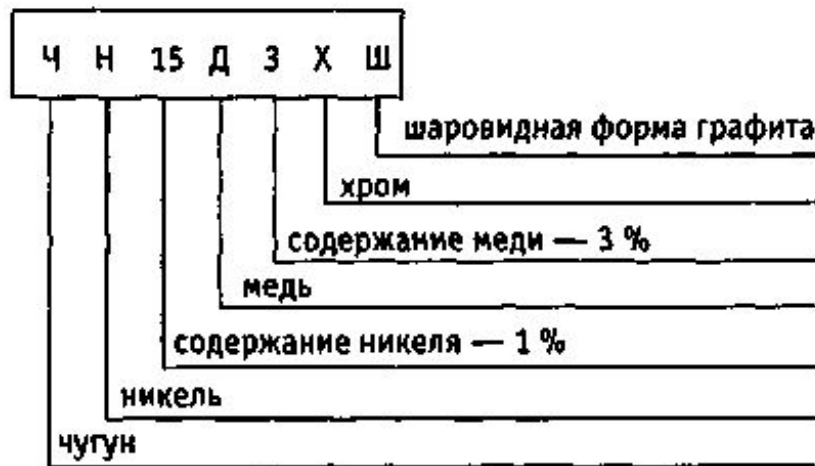 Ч Н 15 Д 3 Х Ш
шаровидная форма графита
хром
содержание меди — 3 %
медь
содержание никеля — 1 %
никель
чугун